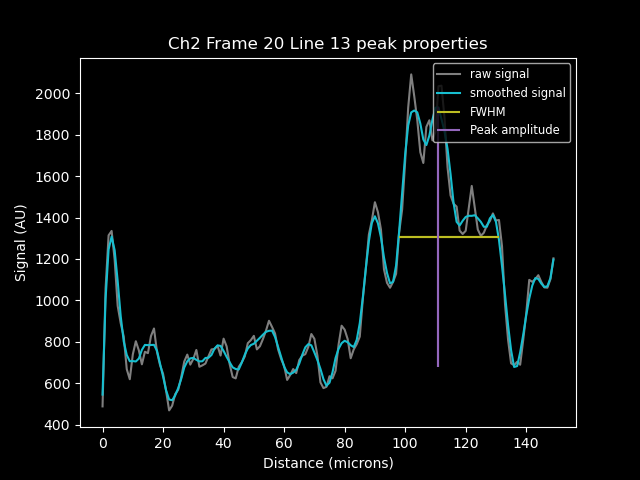 Ch2 Frame 20 Line 13 peak properties
raw signal
smoothed signal
FWHM
Peak amplitude
Signal (AU)
2000
1800
1600
1400
1200
1000
800
600
400
0 20 40 60 80 100 120 140
Distance (microns)